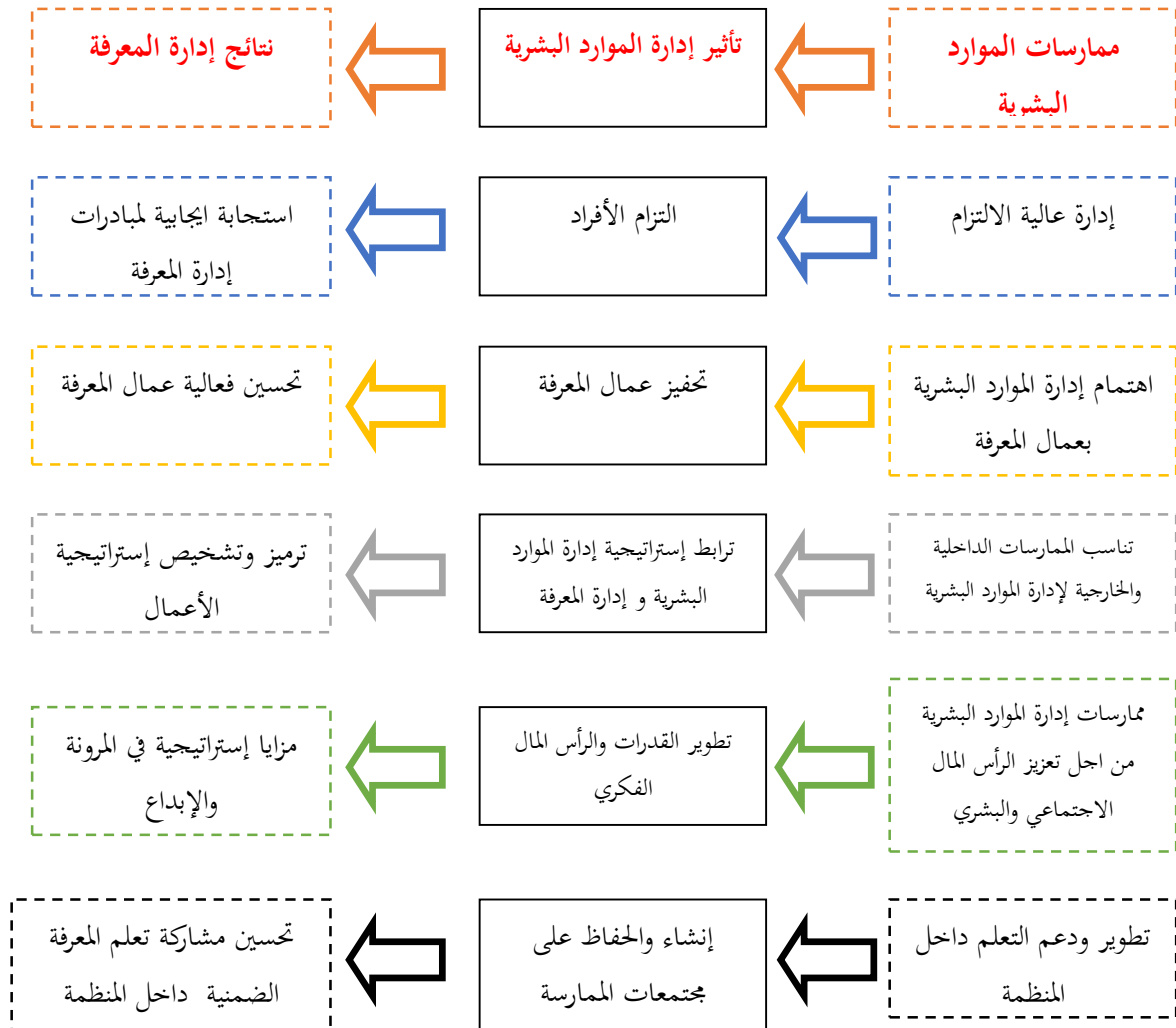 ممارسات الموارد
البشرية
تأثير إدارة الموارد البشرية
نتائج إدارة المعرفة
إدارة عالية الالتزام
التزام الأفراد
استجابة ايجابية لمبادرات
إدارة المعرفة
اهتمام إدارة الموارد البشرية
بعمال المعرفة
تحفيز عمال المعرفة
تحسين فعالية عمال المعرفة
تناسب الممارسات الداخلية
والخارجية لإدارة الموارد البشرية
ترابط إستراتيجية إدارة الموارد
البشرية و إدارة المعرفة
ترميز وتشخيص إستراتيجية
الأعمال
ممارسات إدارة الموارد البشرية
من اجل تعزيز الرأس المال
الاجتماعي والبشري
تطوير القدرات والرأس المال
الفكري
مزايا إستراتيجية في المرونة
والإبداع
تطوير ودعم التعلم داخل
المنظمة
إنشاء والحفاظ على
مجتمعات الممارسة
تحسين مشاركة تعلم المعرفة
الضمنية داخل المنظمة